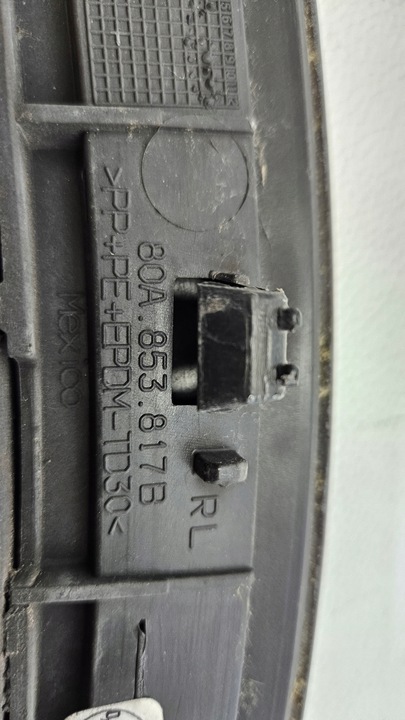 RL
80A.853.817B
>PP+PE+EPDM-TD30<
Mexico